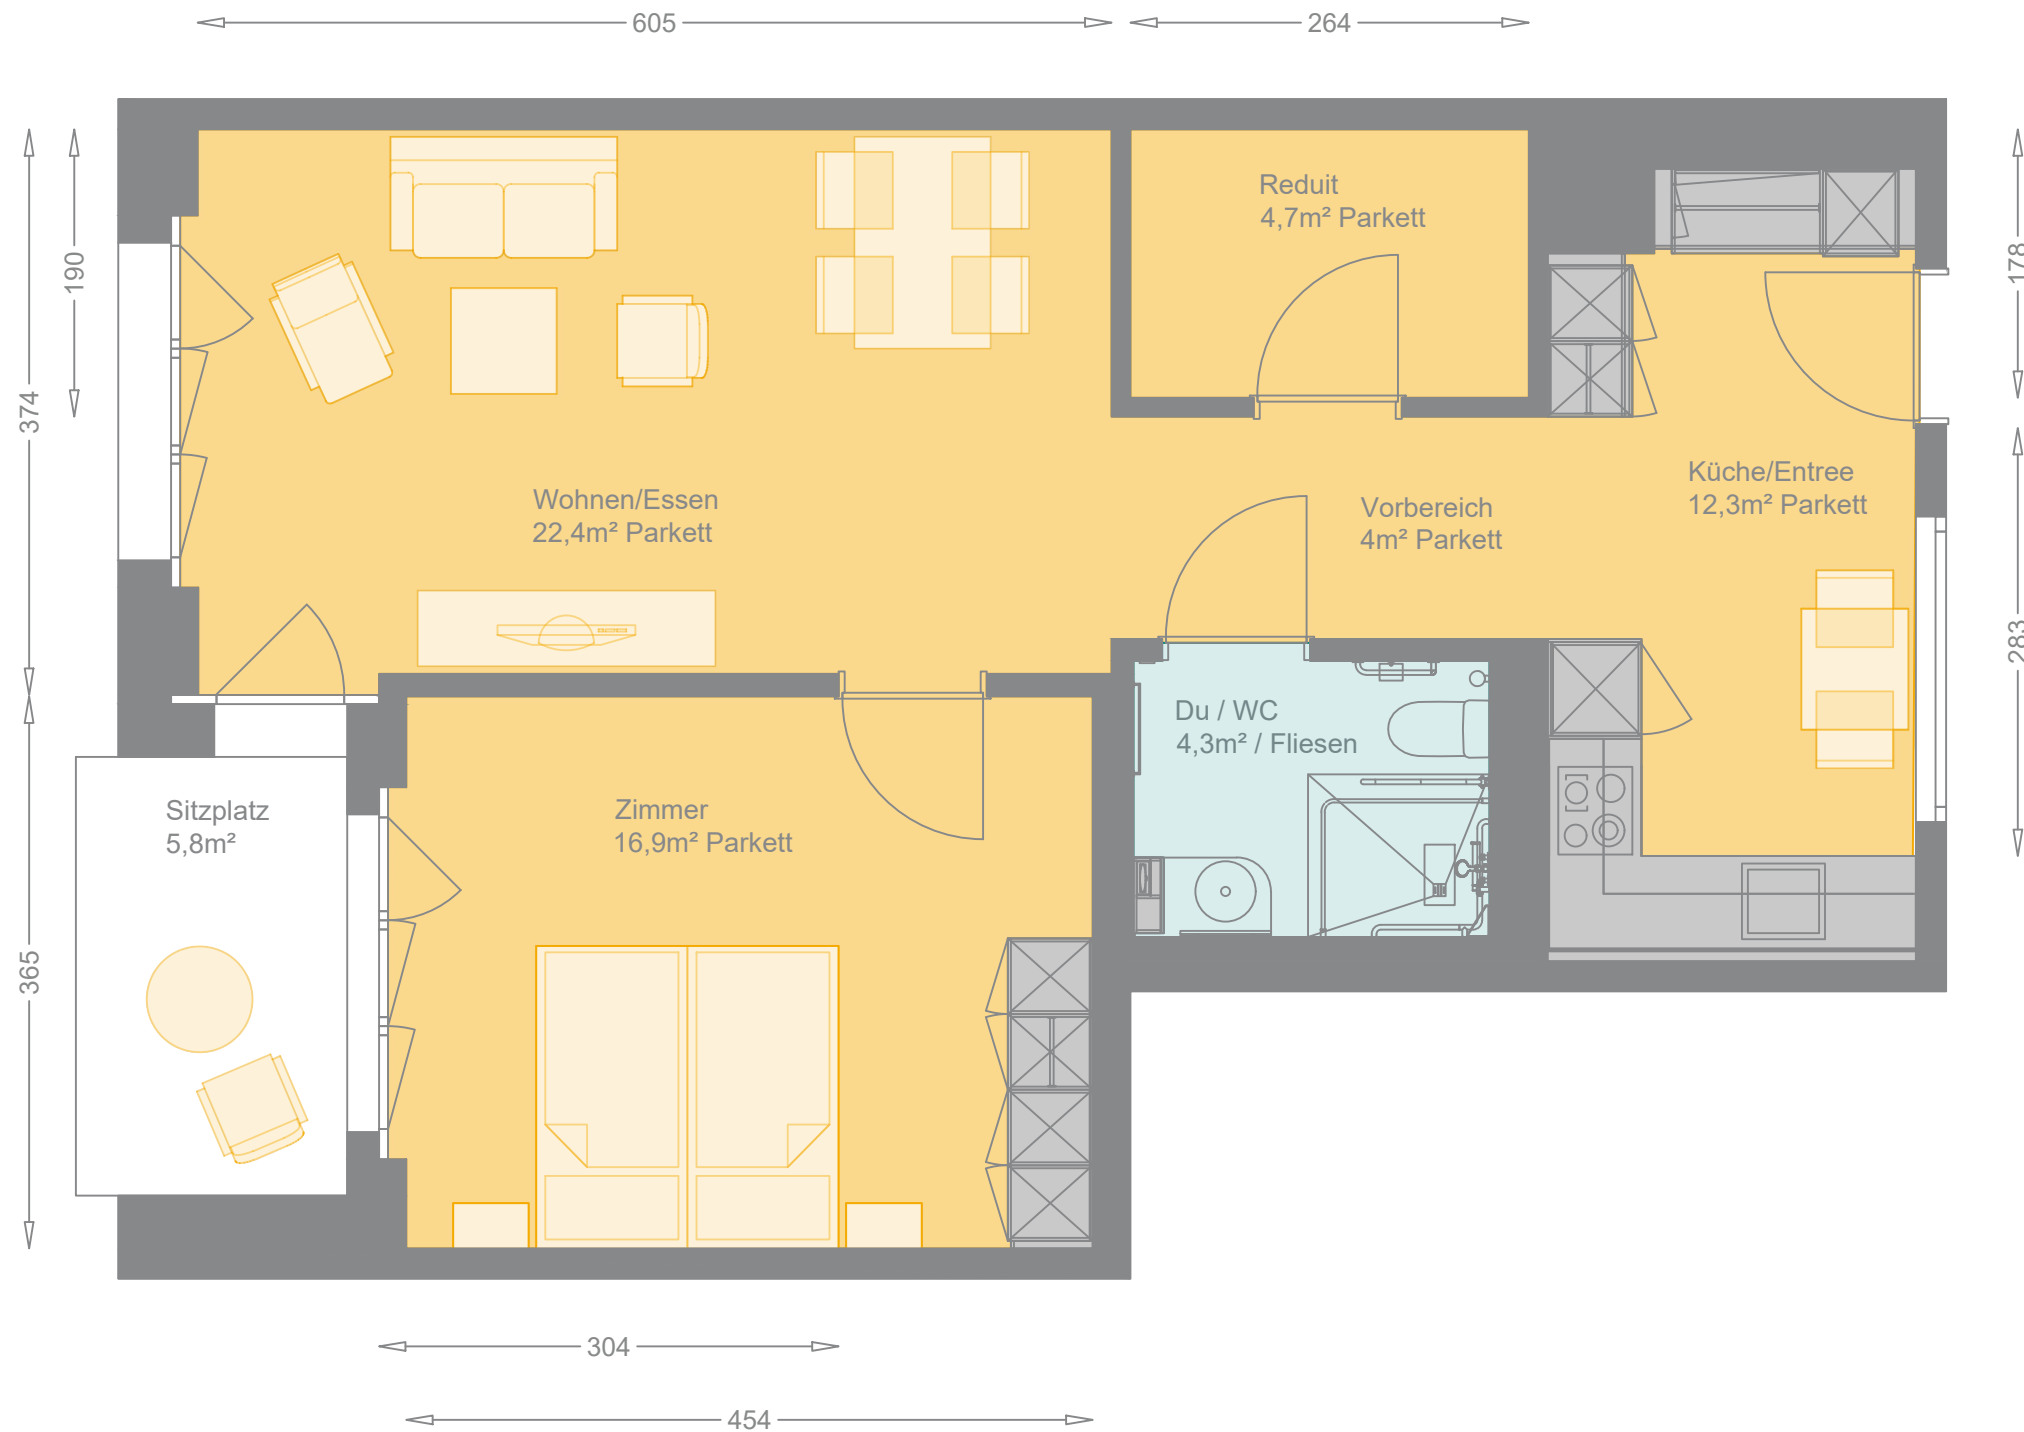 605
264
190
374
178
Reduit
4,7m² Parkett
Küche/Entree
12,3m² Parkett
Wohnen/Essen
22,4m² Parkett
Vorbereich
4m² Parkett
283
Du / WC
4,3m² / Fliesen
Sitzplatz
5,8m²
Zimmer
16,9m² Parkett
365
304
454